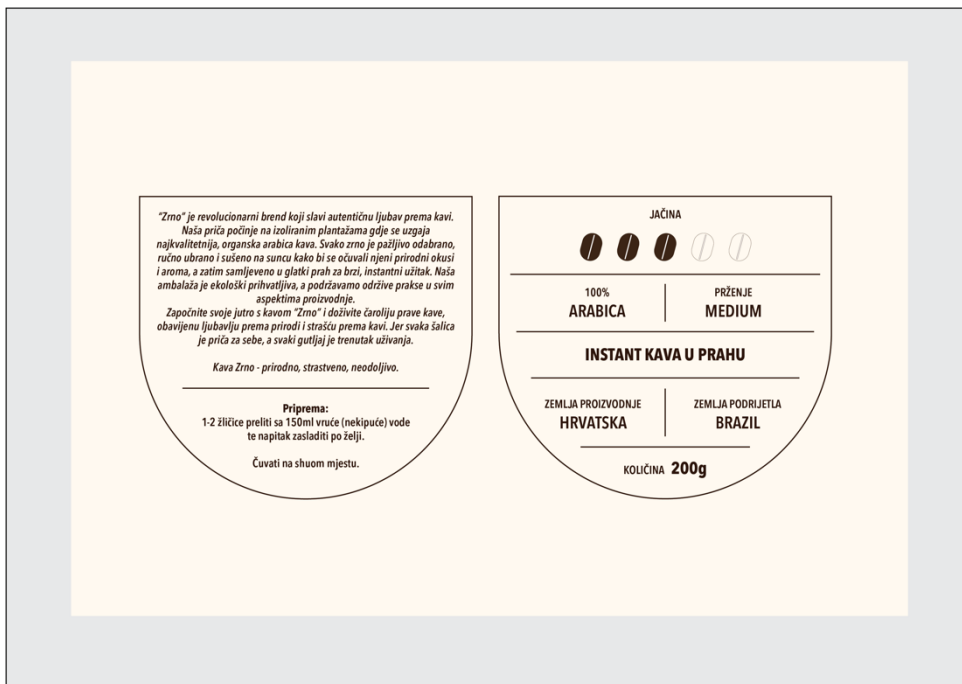 "Zrno" je revolucionarni brend koji slavi autentičnu ljubav prema kavi.
Naša priča počinje na izoliranim plantažama gdje se uzgaja
najkvalitetnija, organska arabica kava. Svako zrno je pažljivo odabrano,
ručno ubrano i sušeno na suncu kako bi se očuvali njeni prirodni okusi
i aroma, a zatim samljeveno u glatki prah za brzi, instantni užitak. Naša
ambalaža je ekološki prihvatljiva, a podržavamo održive prakse u svim
aspektima proizvodnje.
Započnite svoje jutro s kavom "Zrno" i doživite čaroliju prave kave,
obavijenu ljubavlju prema prirodi i strašću prema kavi. Jer svaka šalica
je priča za sebe, a svaki gutljaj je trenutak uživanja.
Kava Zrno - prirodno, strastveno, neodoljivo.
Priprema:
1-2 žličice preliti sa 150ml vruće (nekipuće) vode
te napitak zasladiti po želji.
Čuvati na shuom mjestu.
JAČINA
100%
ARABICA
PRŽENJE
MEDIUM
INSTANT KAVA U PRAHU
ZEMLJA PROIZVODNJE
HRVATSKA
ZEMLJA PODRIJETLA
BRAZIL
KOLIČINA 200g